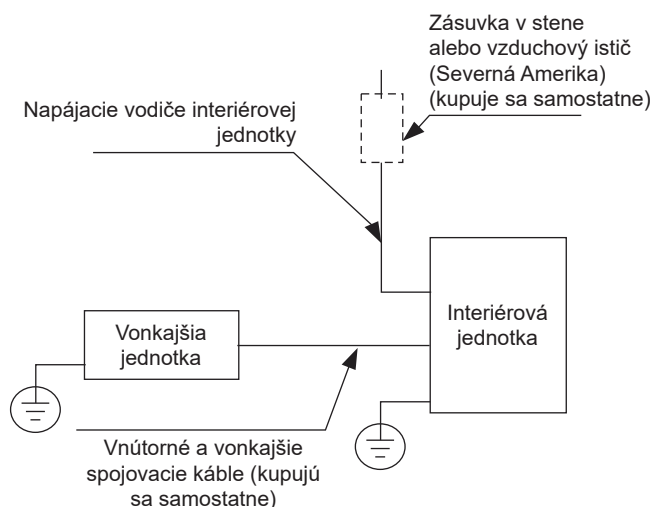 Zásuvka v stene
alebo vzduchový istič
(Severná Amerika)
(kupuje sa samostatne)
Napájacie vodiče interiérovej
jednotky
Interiérová
jednotka
Vonkajšia
jednotka
Vnútorné a vonkajšie
spojovacie káble (kupujú
sa samostatne)